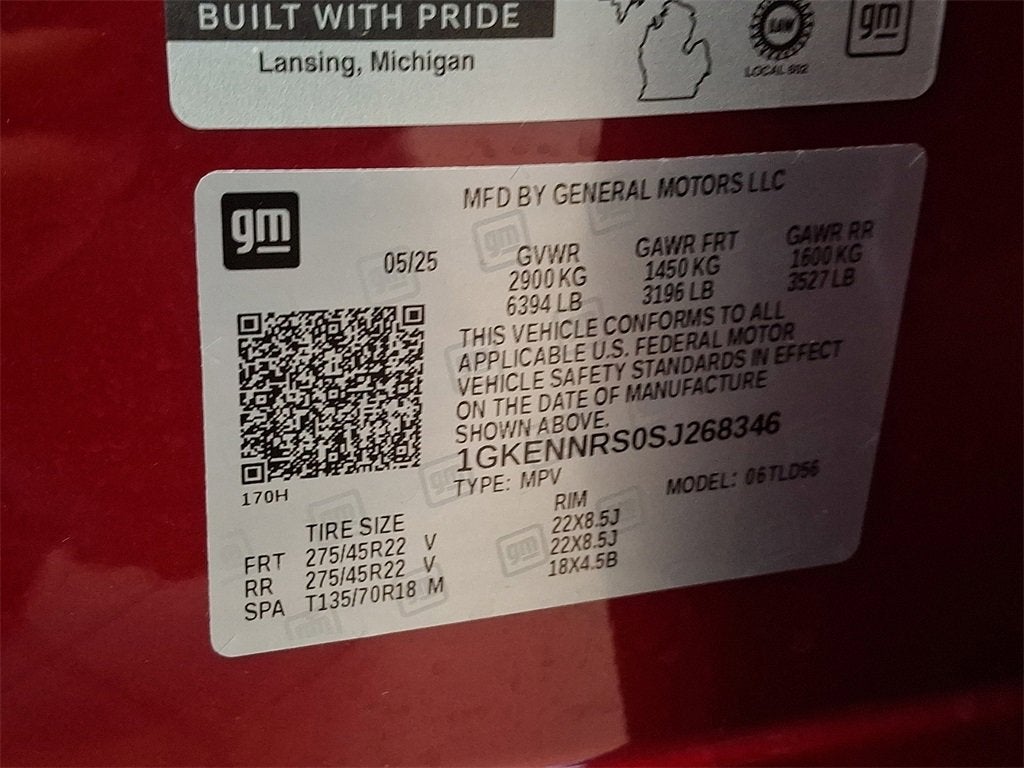 BUILT WITH PRIDE
Lansing, Michigan
UAW
LOCAL 602
gm
gm
MFD BY GENERAL MOTORS LLC
05/25
GVWR GAWR FRT GAWR RR
2900 KG 1450 KG 1600 KG
6394 LB 3196 LB 3527 LB
THIS VEHICLE CONFORMS TO ALL
APPLICABLE U.S. FEDERAL MOTOR
VEHICLE SAFETY STANDARDS IN EFFECT
ON THE DATE OF MANUFACTURE
SHOWN ABOVE.
1GKENNRS0SJ268346
TYPE: MPV MODEL: 06TLD56
170H
TIRE SIZE RIM
FRT 275/45R22 V 22X8.5J
RR 275/45R22 V 22X8.5J
SPA T135/70R18 M 18X4.5B